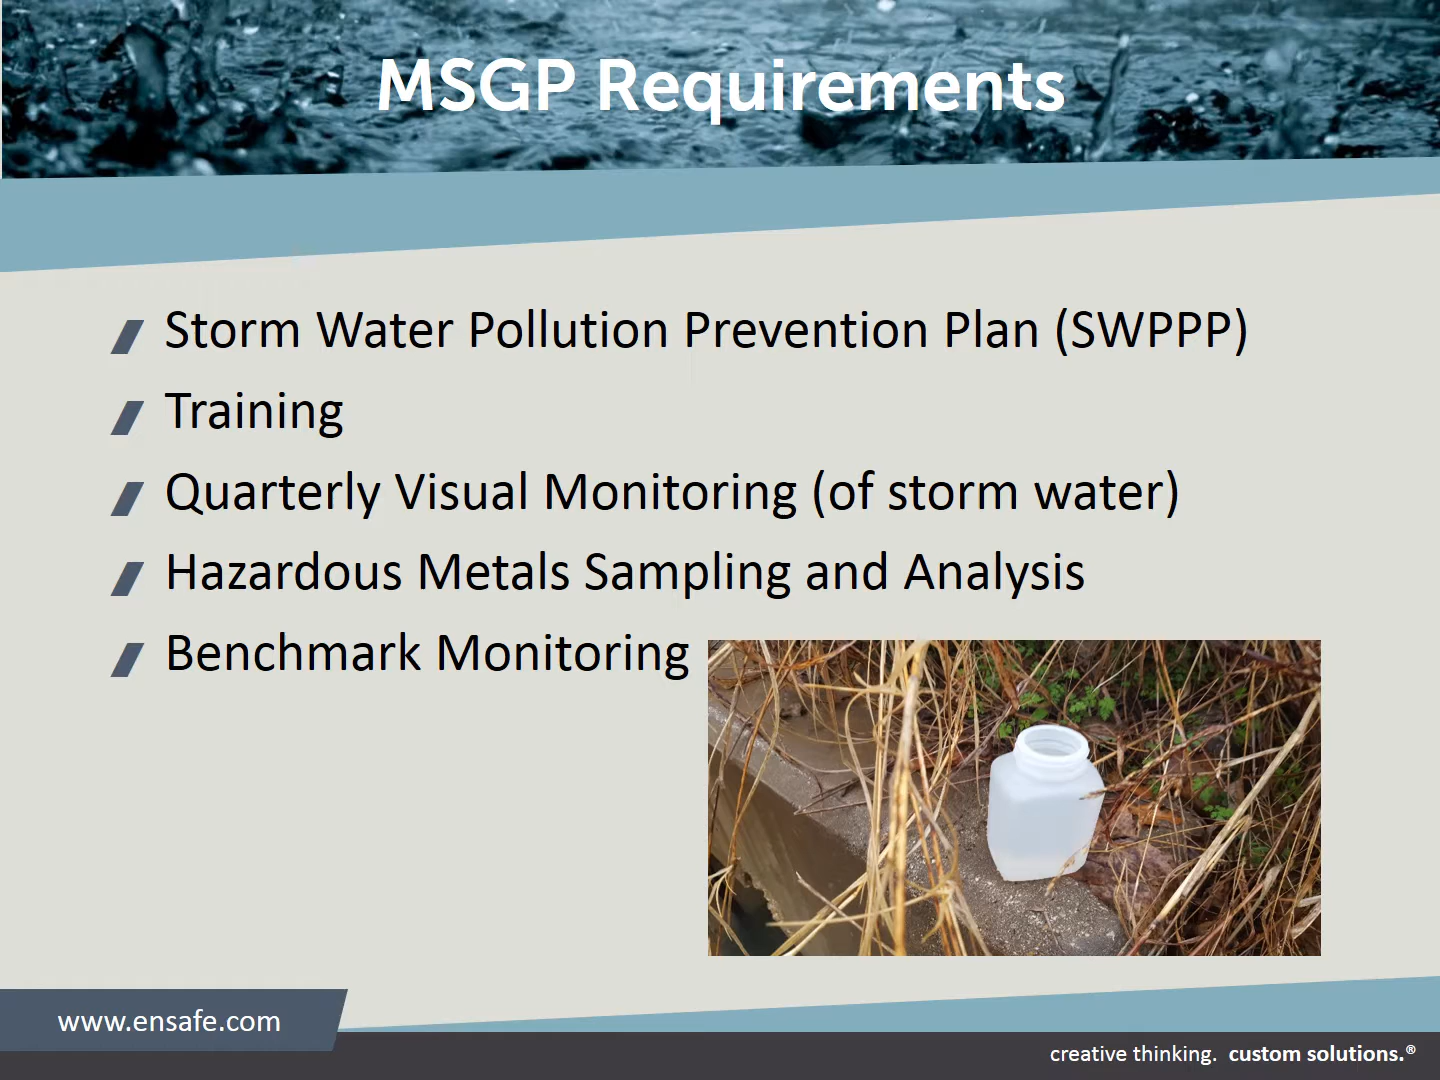 MSGP Requirements
Storm Water Pollution Prevention Plan (SWPPP)
Training
Quarterly Visual Monitoring (of storm water)
Hazardous Metals Sampling and Analysis
Benchmark Monitoring
www.ensafe.com
creative thinking. custom solutions.®